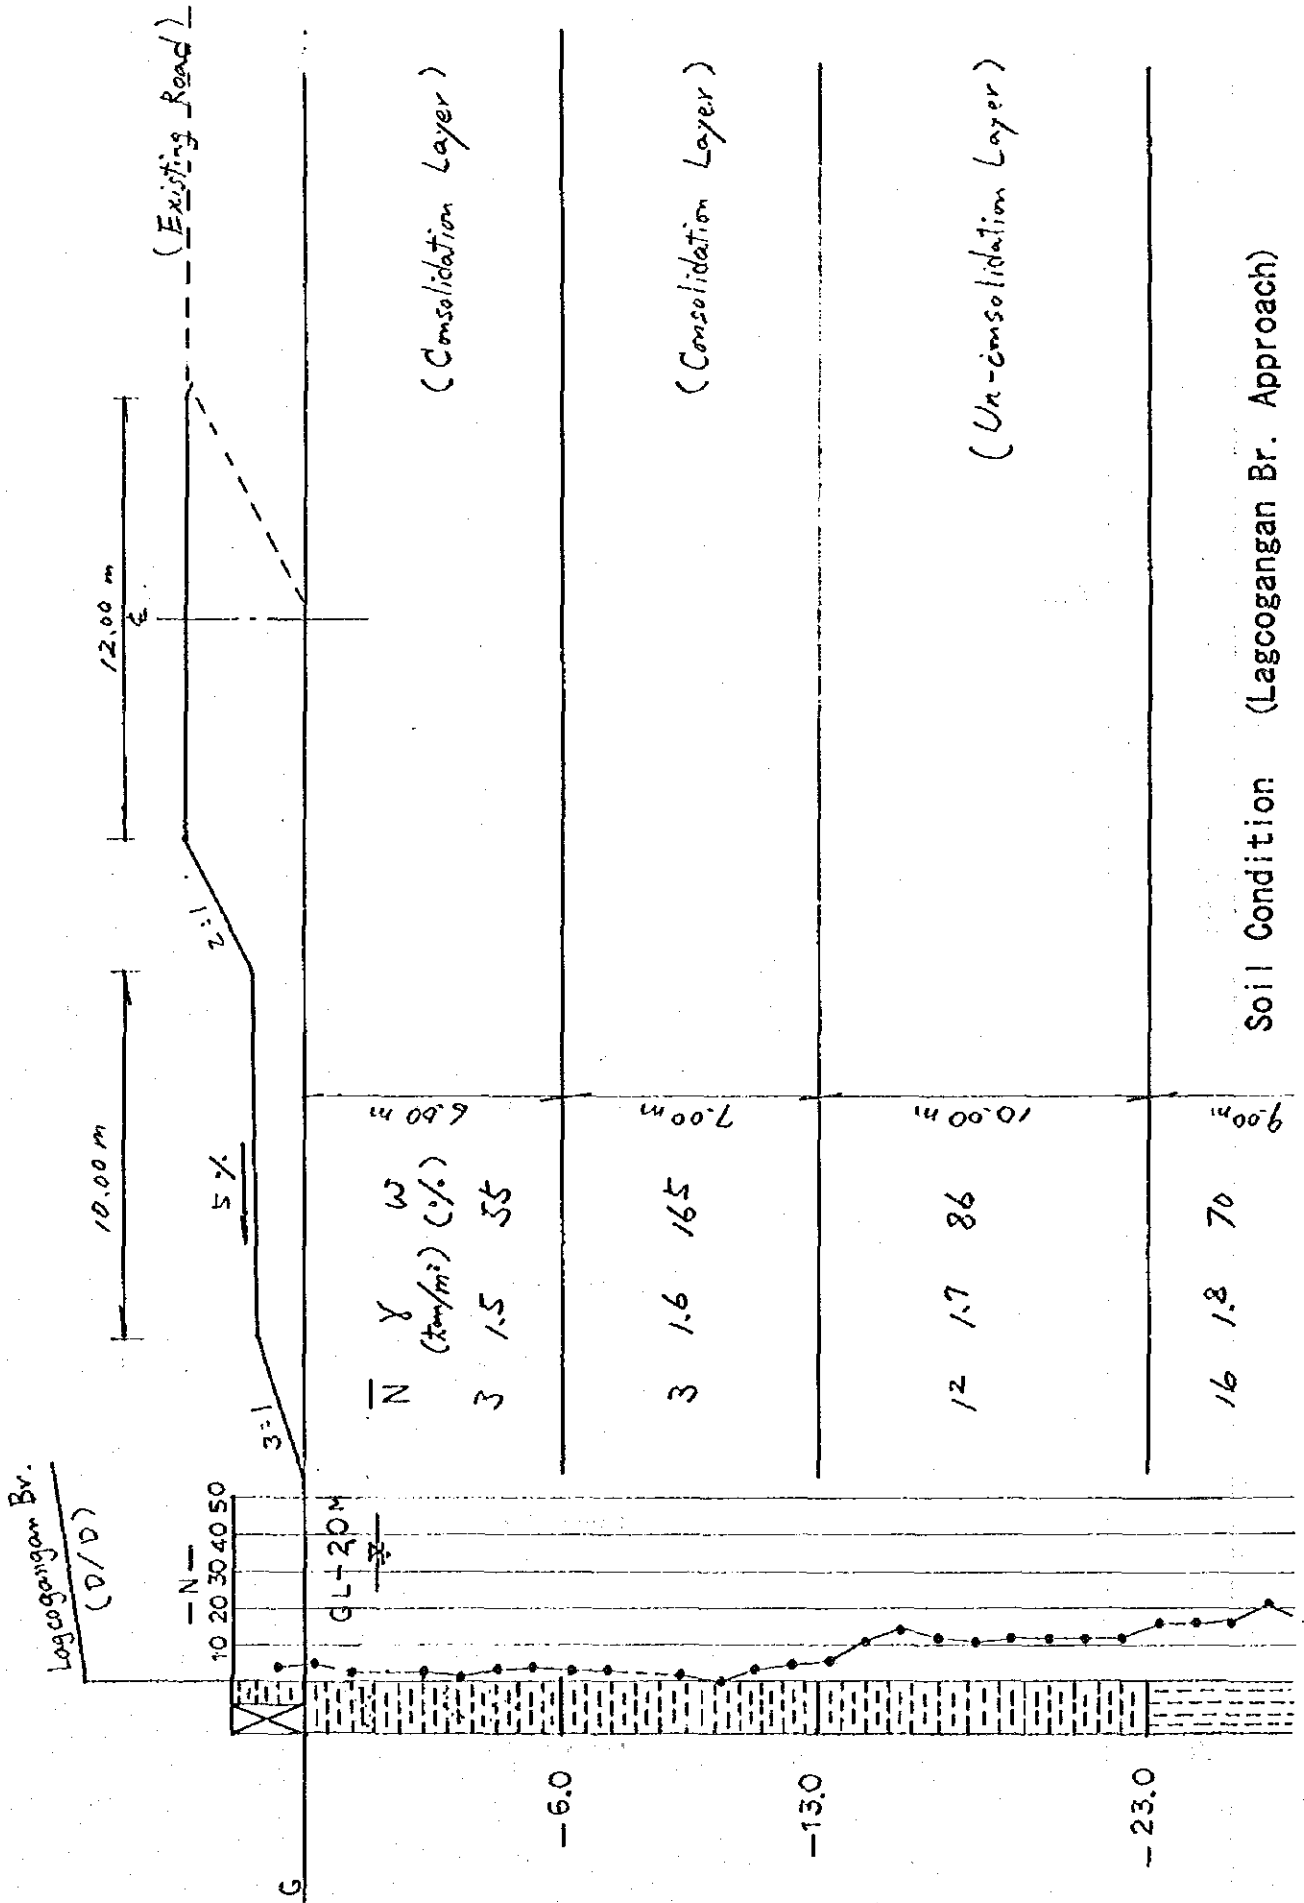 Lagcogangan Br.
(D/D)
12.00 m
10.00 m
(Existing Road)
5 %
2:1
3=1
— N —
10 20 30 40 50
G
GL-2.0M
N̄ γ ω
(ton/m³) (%)
3 1.5 55
6.00 m
(Consolidation Layer)
-6.0
3 1.6 165
7.00 m
(Consolidation Layer)
-13.0
12 1.7 86
10.00 m
(Un-consolidation Layer)
-23.0
16 1.8 70
9.00 m
Soil Condition (Lagcogangan Br. Approach)